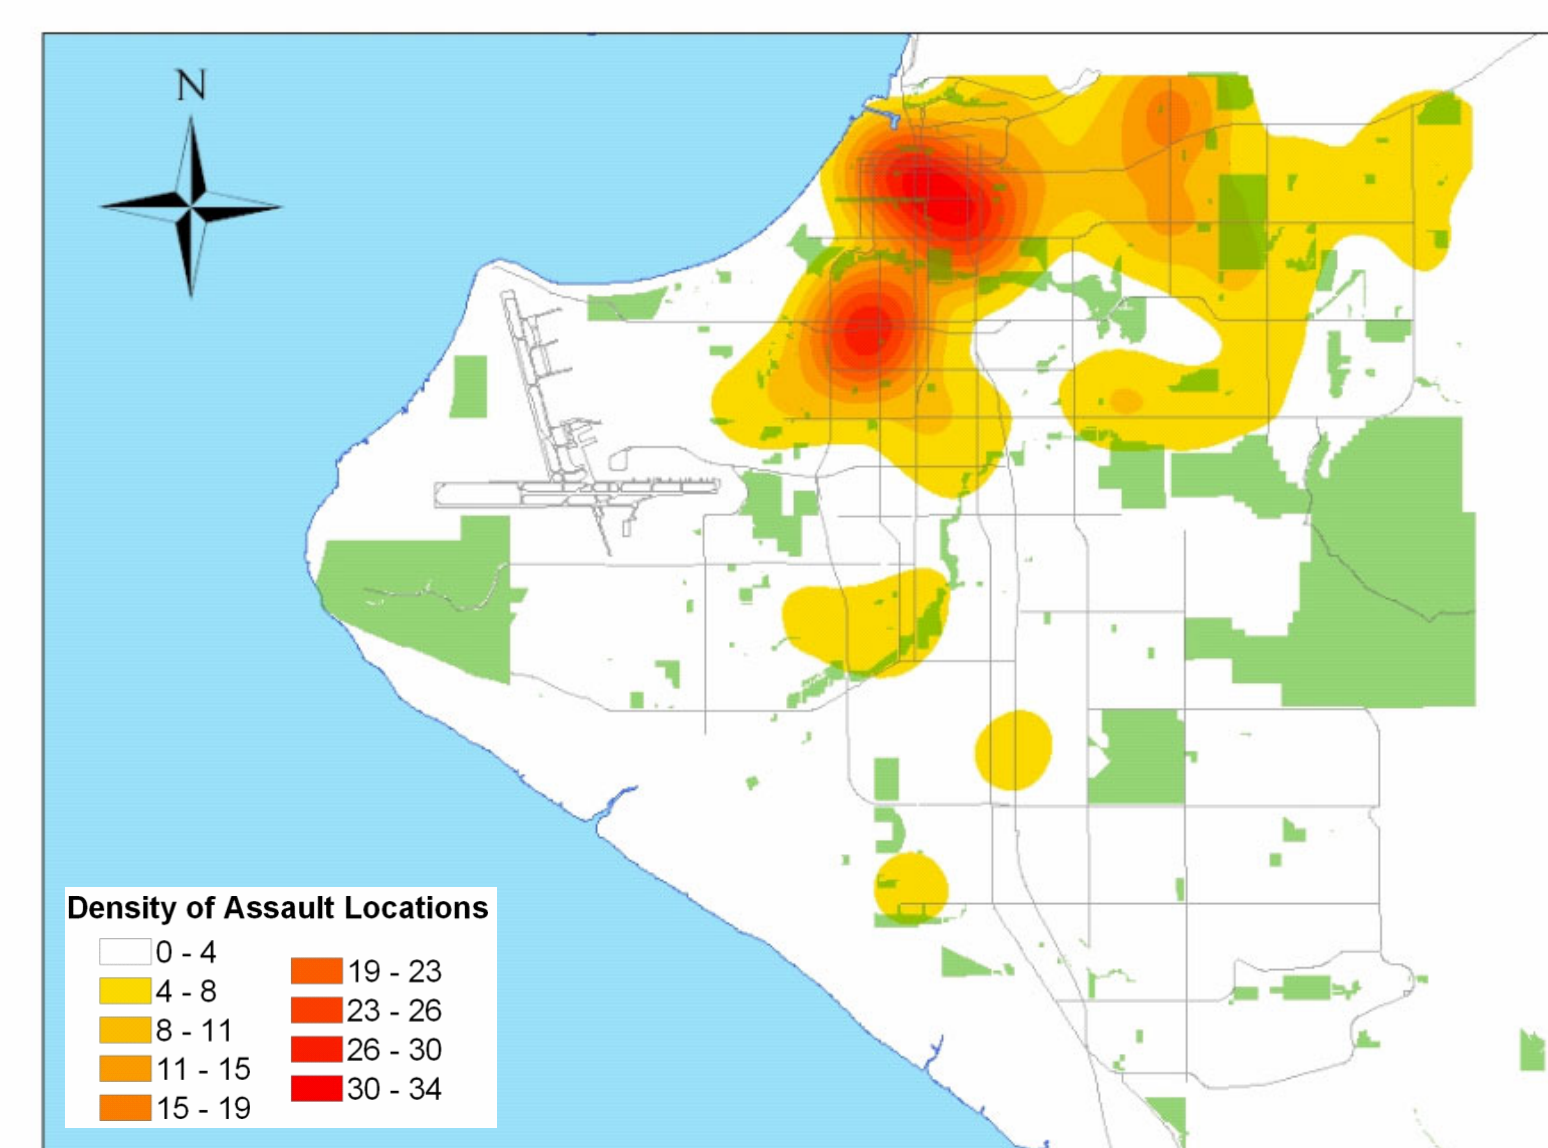 N
Density of Assault Locations
0 - 4
4 - 8
8 - 11
11 - 15
15 - 19
19 - 23
23 - 26
26 - 30
30 - 34